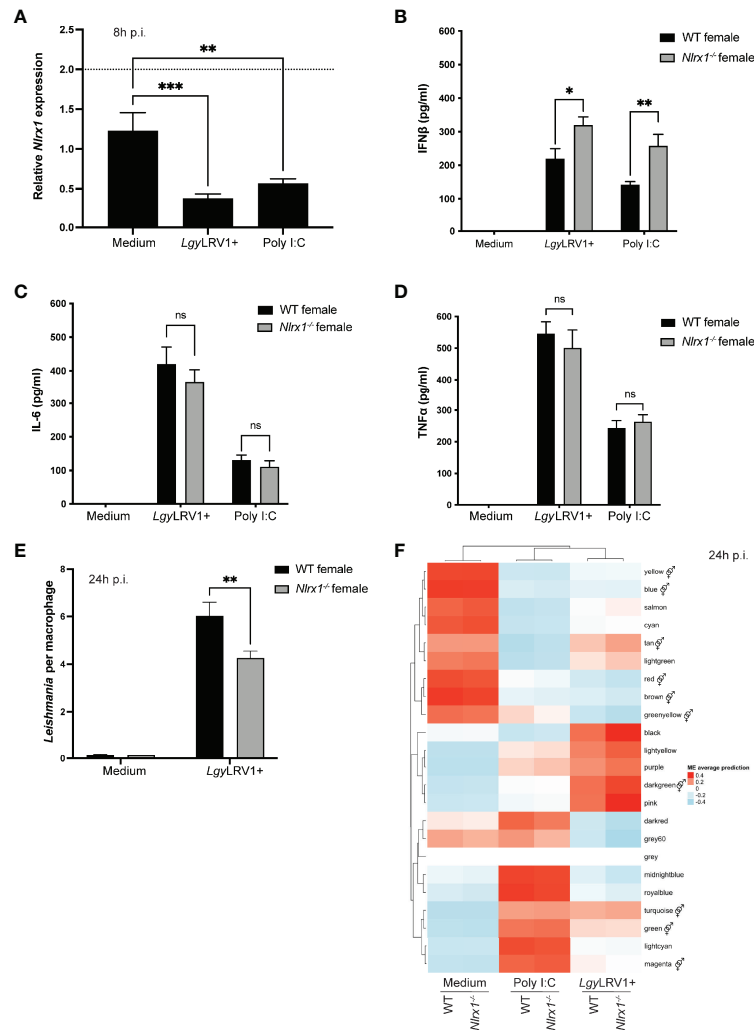 A
8h p.i.
**
***
Relative Nlrx1 expression
2.5
2.0
1.5
1.0
0.5
0.0
Medium
LgyLRV1+
Poly I:C
B
WT female
Nlrx1-/- female
IFNβ (pg/ml)
600
500
400
300
200
100
*
**
Medium
LgyLRV1+
Poly I:C
C
WT female
Nlrx1-/- female
IL-6 (pg/ml)
600
500
400
300
200
100
0
ns
ns
Medium
LgyLRV1+
Poly I:C
D
WT female
Nlrx1-/- female
TNFα (pg/ml)
600
500
400
300
200
100
0
ns
ns
Medium
LgyLRV1+
Poly I:C
E
24h p.i.
WT female
Nlrx1-/- female
Leishmania per macrophage
8
6
4
2
0
**
Medium
LgyLRV1+
F
24h p.i.
yellow ⚤
blue ⚤
salmon
cyan
tan ⚤
lightgreen
red ⚤
brown ⚤
greenyellow ⚤
black
lightyellow
purple
darkgreen ⚤
pink
darkred
grey60
grey
midnightblue
royalblue
turquoise ⚤
green ⚤
lightcyan
magenta ⚤
ME average prediction
0.4
0.2
0
-0.2
-0.4
Medium
Poly I:C
LgyLRV1+
WT
Nlrx1-/-
WT
Nlrx1-/-
WT
Nlrx1-/-